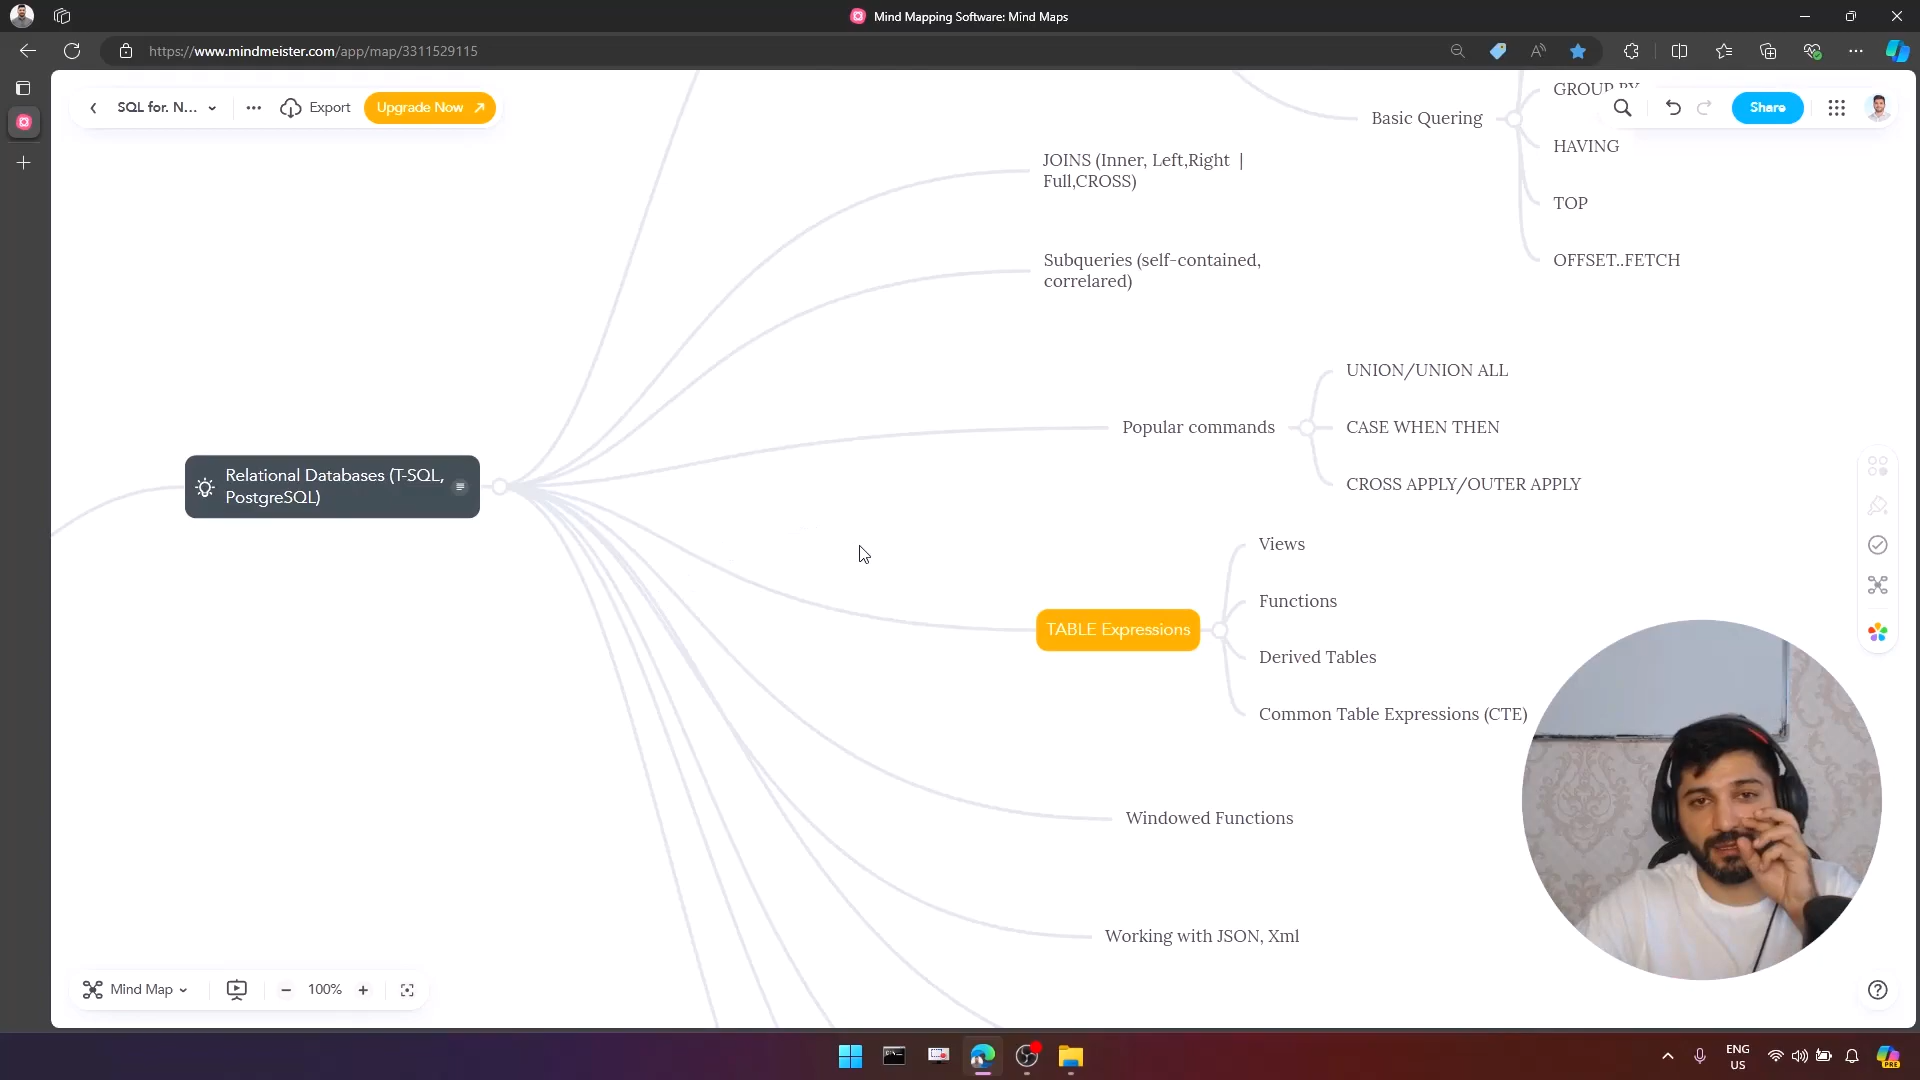 Mind Mapping Software: Mind Maps
https://www.mindmeister.com/app/map/3311529115
SQL for. N...
Export
Upgrade Now
Share
GROUP BY
Basic Quering
HAVING
TOP
OFFSET..FETCH
JOINS (Inner, Left,Right |
Full,CROSS)
Subqueries (self-contained,
correlared)
UNION/UNION ALL
Popular commands
CASE WHEN THEN
CROSS APPLY/OUTER APPLY
Relational Databases (T-SQL,
PostgreSQL)
Views
Functions
TABLE Expressions
Derived Tables
Common Table Expressions (CTE)
Windowed Functions
Working with JSON, Xml
Mind Map
100%
ENG
US
PRE